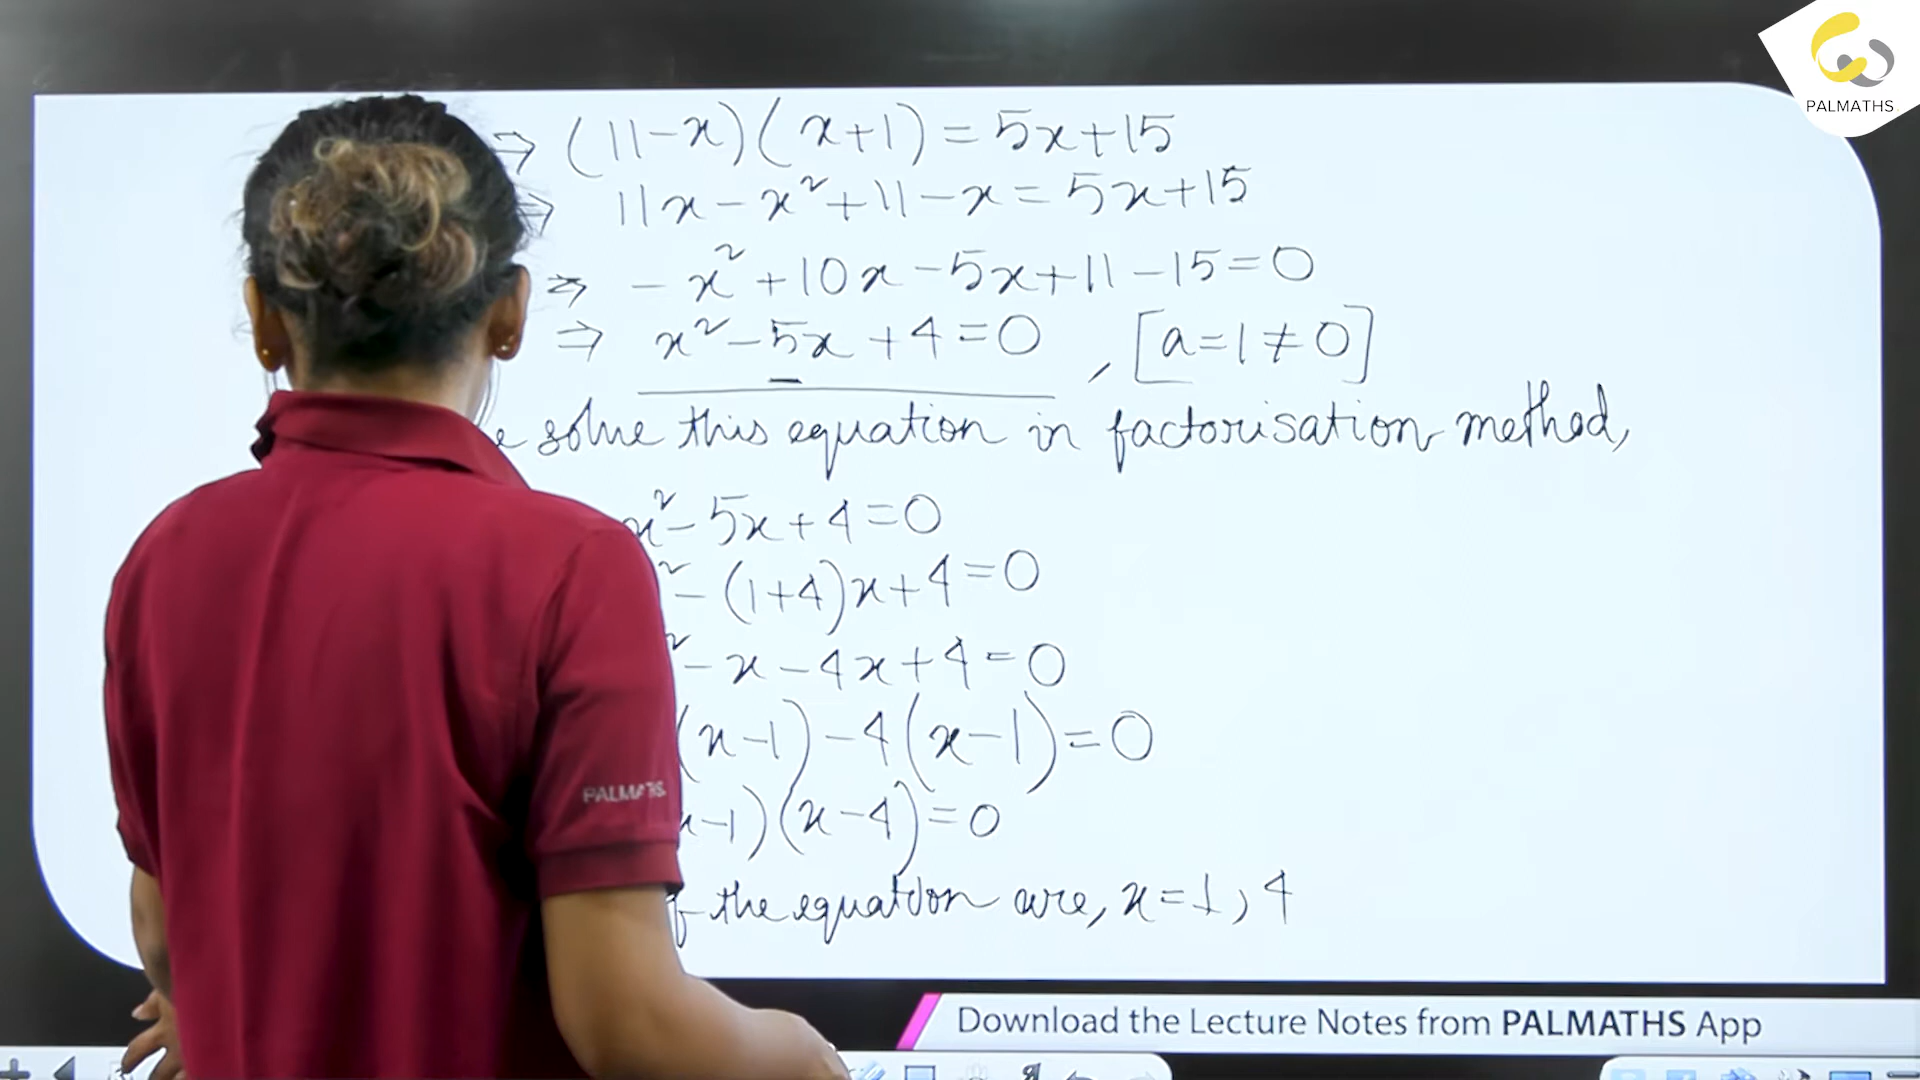 PALMATHS
⇒ (11-x)(x+1) = 5x+15
⇒ 11x - x² + 11 - x = 5x+15
⇒ - x² + 10x - 5x + 11 - 15 = 0
⇒ x² - 5x + 4 = 0 , [a = 1 ≠ 0]
solve this equation in factorisation method,
x² - 5x + 4 = 0
² - (1+4)x + 4 = 0
² - x - 4x + 4 = 0
(x-1) - 4(x-1) = 0
x-1)(x-4) = 0
the equation are, x = 1, 4
PALMATHS
Download the Lecture Notes from PALMATHS App